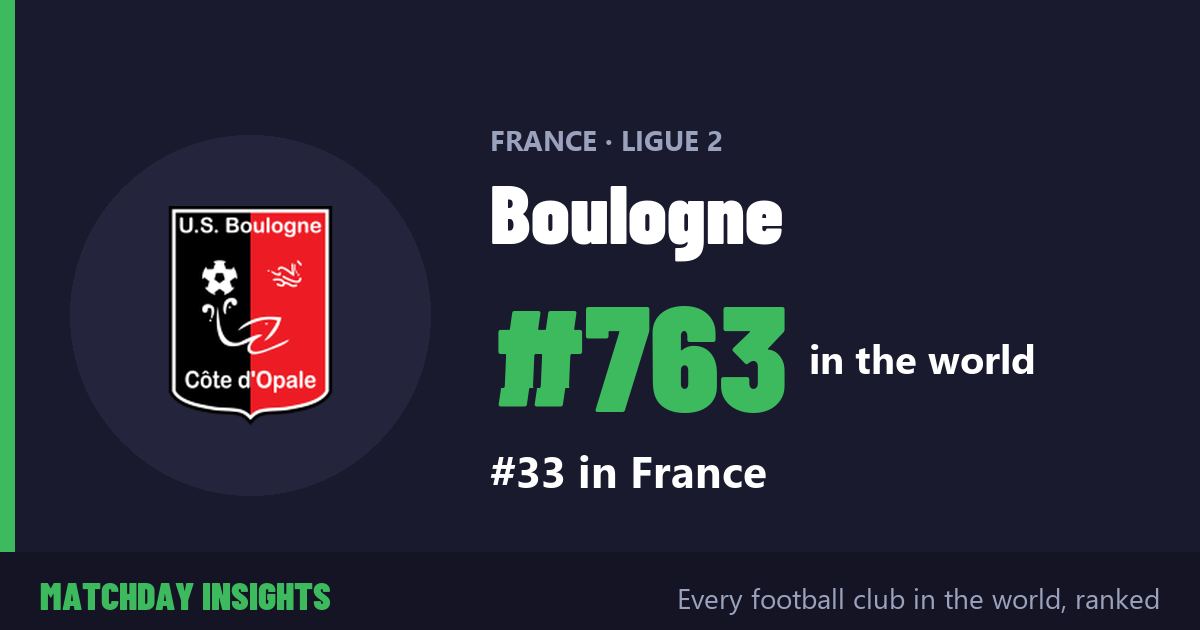 U.S. Boulogne
Côte d'Opale
FRANCE · LIGUE 2
Boulogne
#763 in the world
#33 in France
MATCHDAY INSIGHTS
Every football club in the world, ranked